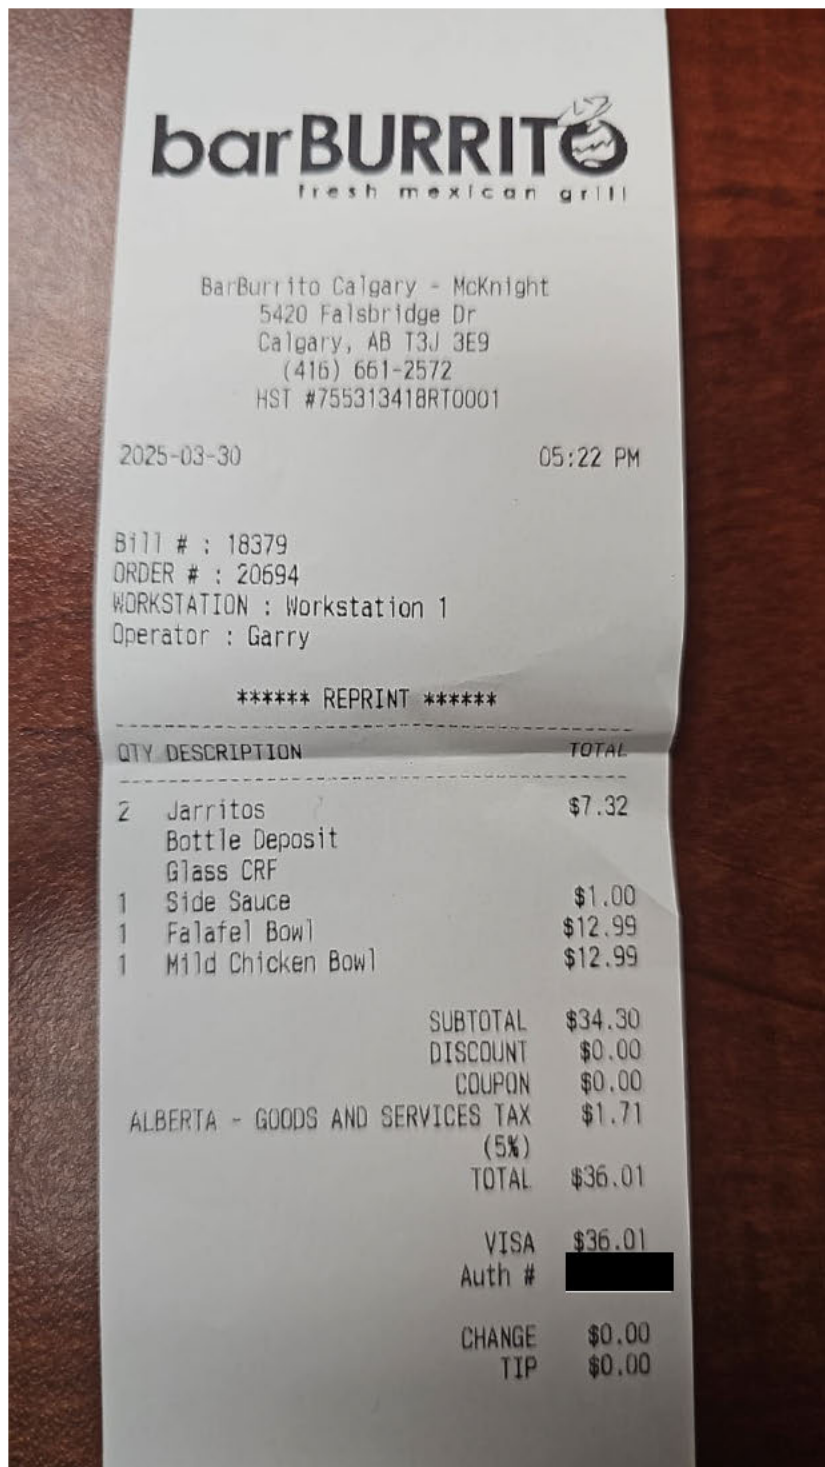 barBURRITO
fresh mexican grill
BarBurrito Calgary - McKnight
5420 Falsbridge Dr
Calgary, AB T3J 3E9
(416) 661-2572
HST #755313418RT0001
2025-03-30 05:22 PM
Bill # : 18379
ORDER # : 20694
WORKSTATION : Workstation 1
Operator : Garry
****** REPRINT ******
QTY DESCRIPTION TOTAL
2 Jarritos $7.32
Bottle Deposit
Glass CRF
1 Side Sauce $1.00
1 Falafel Bowl $12.99
1 Mild Chicken Bowl $12.99
SUBTOTAL $34.30
DISCOUNT $0.00
COUPON $0.00
ALBERTA - GOODS AND SERVICES TAX $1.71
(5%)
TOTAL $36.01
VISA $36.01
Auth #
CHANGE $0.00
TIP $0.00